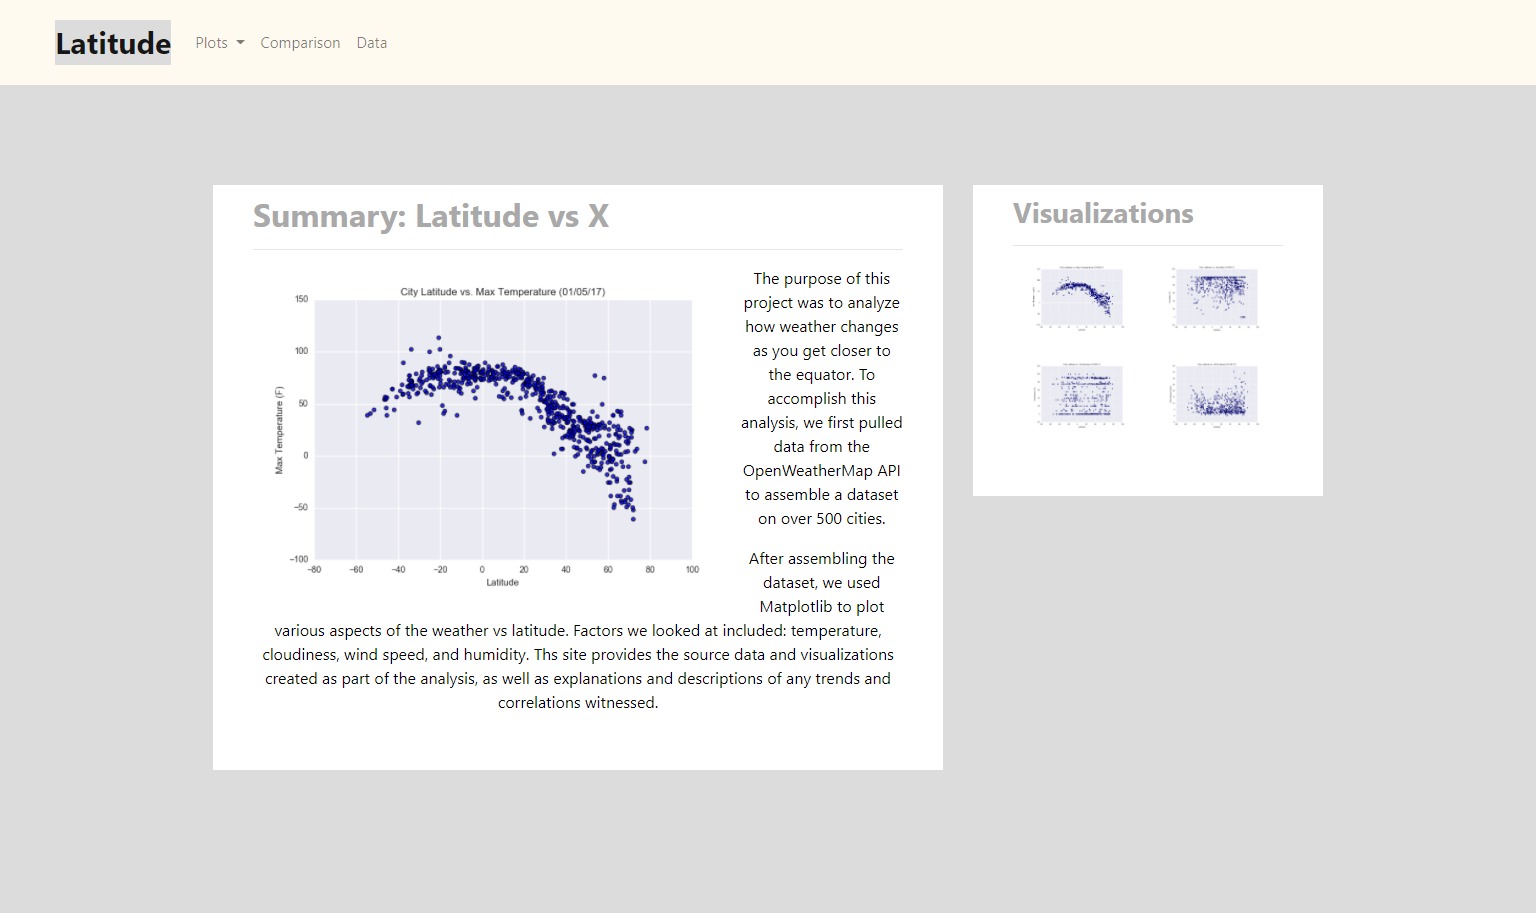 Latitude Plots Comparison Data
Summary: Latitude vs X
City Latitude vs. Max Temperature (01/05/17)
150
100
50
0
−50
−100
Max Temperature (F)
−80 −60 −40 −20 0 20 40 60 80 100
Latitude
The purpose of this
project was to analyze
how weather changes
as you get closer to
the equator. To
accomplish this
analysis, we first pulled
data from the
OpenWeatherMap API
to assemble a dataset
on over 500 cities.
After assembling the
dataset, we used
Matplotlib to plot
various aspects of the weather vs latitude. Factors we looked at included: temperature,
cloudiness, wind speed, and humidity. Ths site provides the source data and visualizations
created as part of the analysis, as well as explanations and descriptions of any trends and
correlations witnessed.
Visualizations